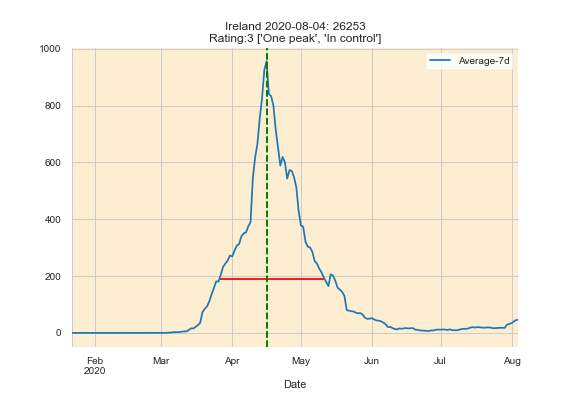 Ireland 2020-08-04: 26253
Rating:3 ['One peak', 'In control']
Average-7d
1000
800
600
400
200
0
Feb
2020
Mar
Apr
May
Jun
Jul
Aug
Date